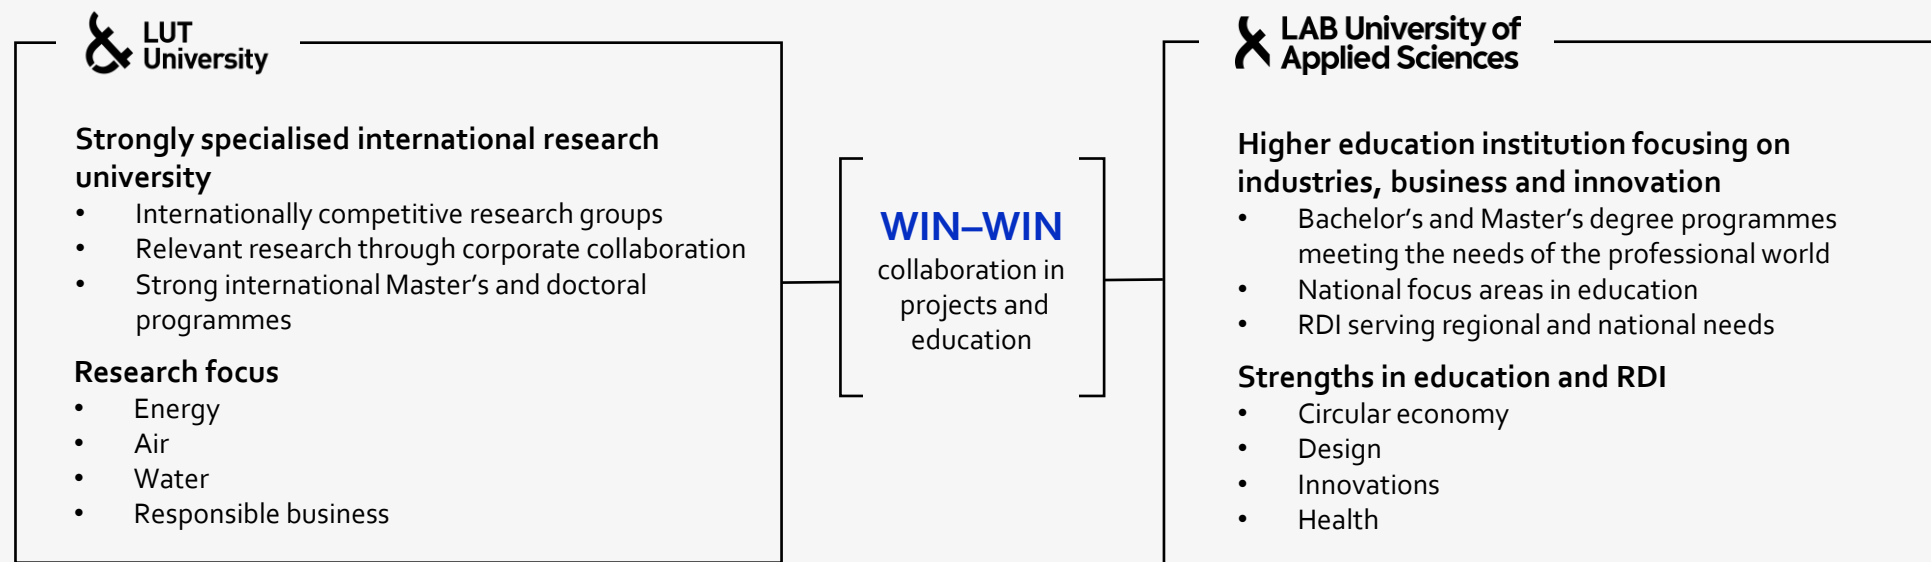 LUT
University
Strongly specialised international research
university
• Internationally competitive research groups
• Relevant research through corporate collaboration
• Strong international Master’s and doctoral
programmes
Research focus
• Energy
• Air
• Water
• Responsible business
WIN–WIN
collaboration in
projects and
education
LAB University of
Applied Sciences
Higher education institution focusing on
industries, business and innovation
• Bachelor’s and Master’s degree programmes
meeting the needs of the professional world
• National focus areas in education
• RDI serving regional and national needs
Strengths in education and RDI
• Circular economy
• Design
• Innovations
• Health